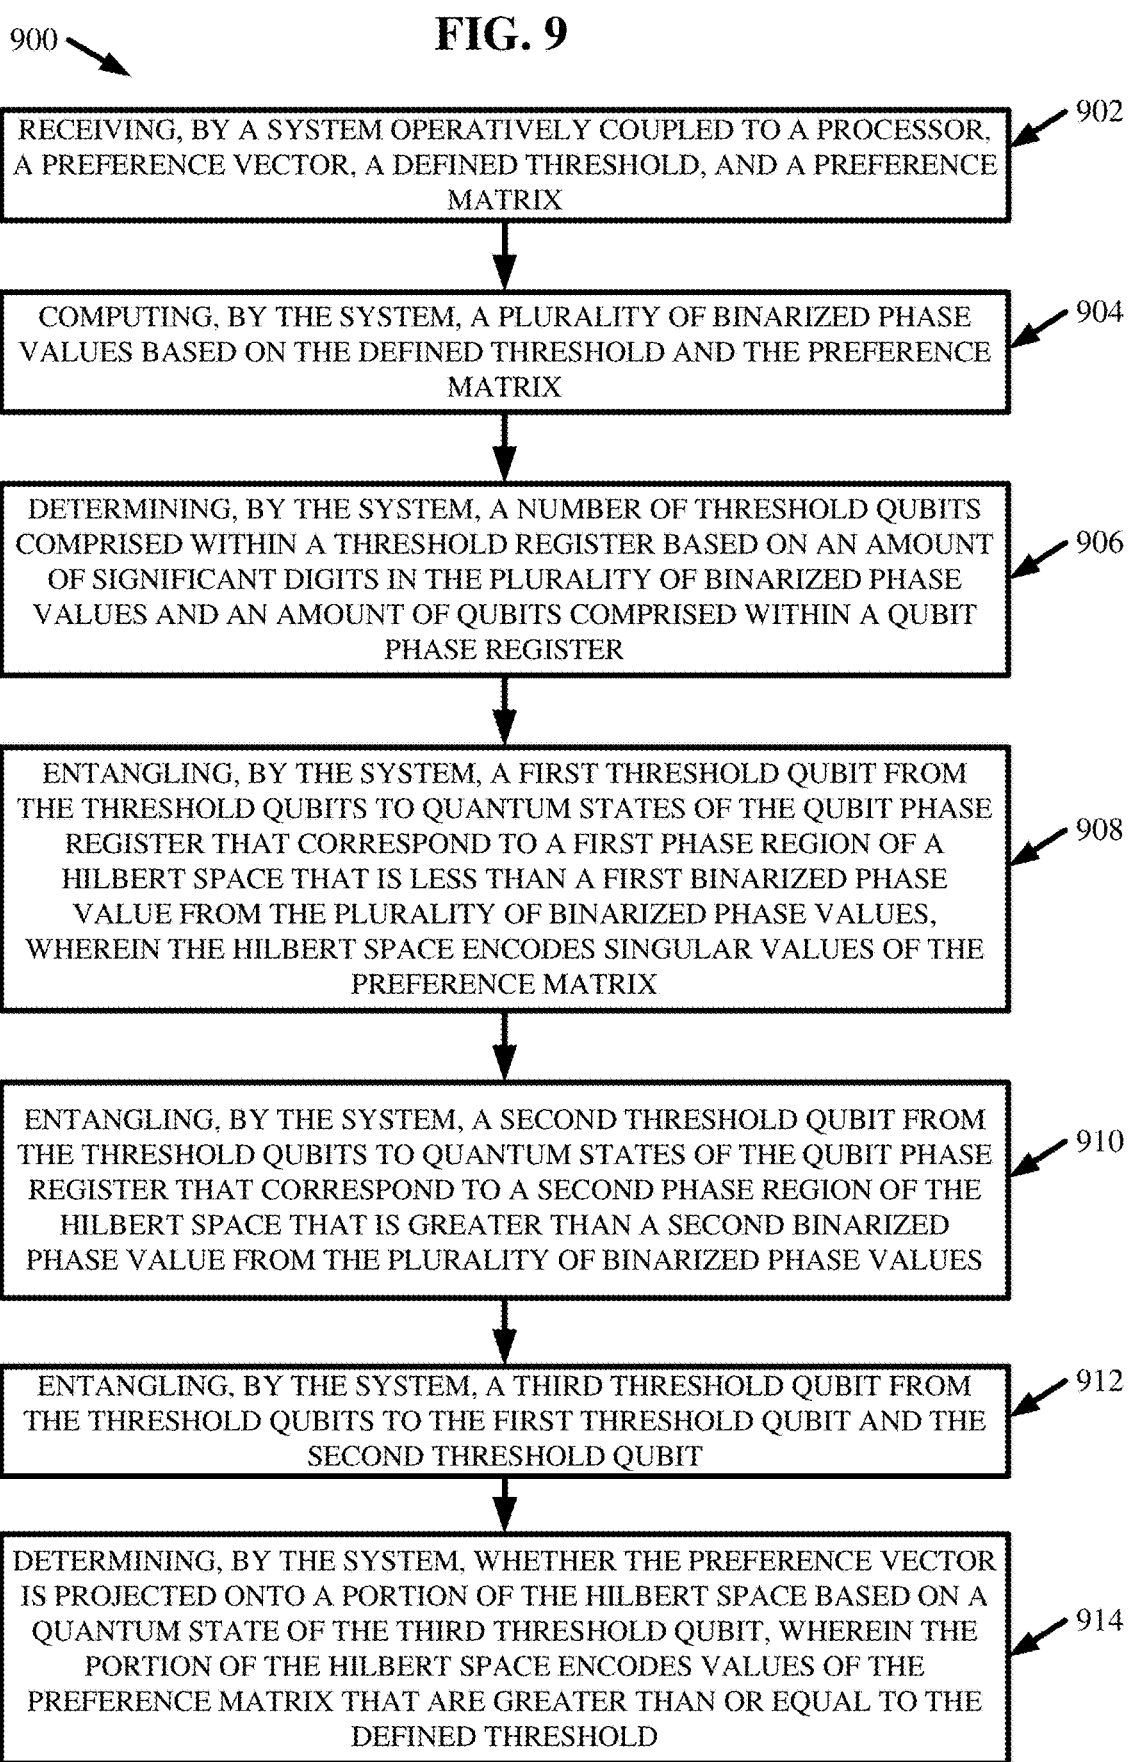 FIG. 9
900
RECEIVING, BY A SYSTEM OPERATIVELY COUPLED TO A PROCESSOR,
A PREFERENCE VECTOR, A DEFINED THRESHOLD, AND A PREFERENCE
MATRIX
902
COMPUTING, BY THE SYSTEM, A PLURALITY OF BINARIZED PHASE
VALUES BASED ON THE DEFINED THRESHOLD AND THE PREFERENCE
MATRIX
904
DETERMINING, BY THE SYSTEM, A NUMBER OF THRESHOLD QUBITS
COMPRISED WITHIN A THRESHOLD REGISTER BASED ON AN AMOUNT
OF SIGNIFICANT DIGITS IN THE PLURALITY OF BINARIZED PHASE
VALUES AND AN AMOUNT OF QUBITS COMPRISED WITHIN A QUBIT
PHASE REGISTER
906
ENTANGLING, BY THE SYSTEM, A FIRST THRESHOLD QUBIT FROM
THE THRESHOLD QUBITS TO QUANTUM STATES OF THE QUBIT PHASE
REGISTER THAT CORRESPOND TO A FIRST PHASE REGION OF A
HILBERT SPACE THAT IS LESS THAN A FIRST BINARIZED PHASE
VALUE FROM THE PLURALITY OF BINARIZED PHASE VALUES,
WHEREIN THE HILBERT SPACE ENCODES SINGULAR VALUES OF THE
PREFERENCE MATRIX
908
ENTANGLING, BY THE SYSTEM, A SECOND THRESHOLD QUBIT FROM
THE THRESHOLD QUBITS TO QUANTUM STATES OF THE QUBIT PHASE
REGISTER THAT CORRESPOND TO A SECOND PHASE REGION OF THE
HILBERT SPACE THAT IS GREATER THAN A SECOND BINARIZED
PHASE VALUE FROM THE PLURALITY OF BINARIZED PHASE VALUES
910
ENTANGLING, BY THE SYSTEM, A THIRD THRESHOLD QUBIT FROM
THE THRESHOLD QUBITS TO THE FIRST THRESHOLD QUBIT AND THE
SECOND THRESHOLD QUBIT
912
DETERMINING, BY THE SYSTEM, WHETHER THE PREFERENCE VECTOR
IS PROJECTED ONTO A PORTION OF THE HILBERT SPACE BASED ON A
QUANTUM STATE OF THE THIRD THRESHOLD QUBIT, WHEREIN THE
PORTION OF THE HILBERT SPACE ENCODES VALUES OF THE
PREFERENCE MATRIX THAT ARE GREATER THAN OR EQUAL TO THE
DEFINED THRESHOLD
914